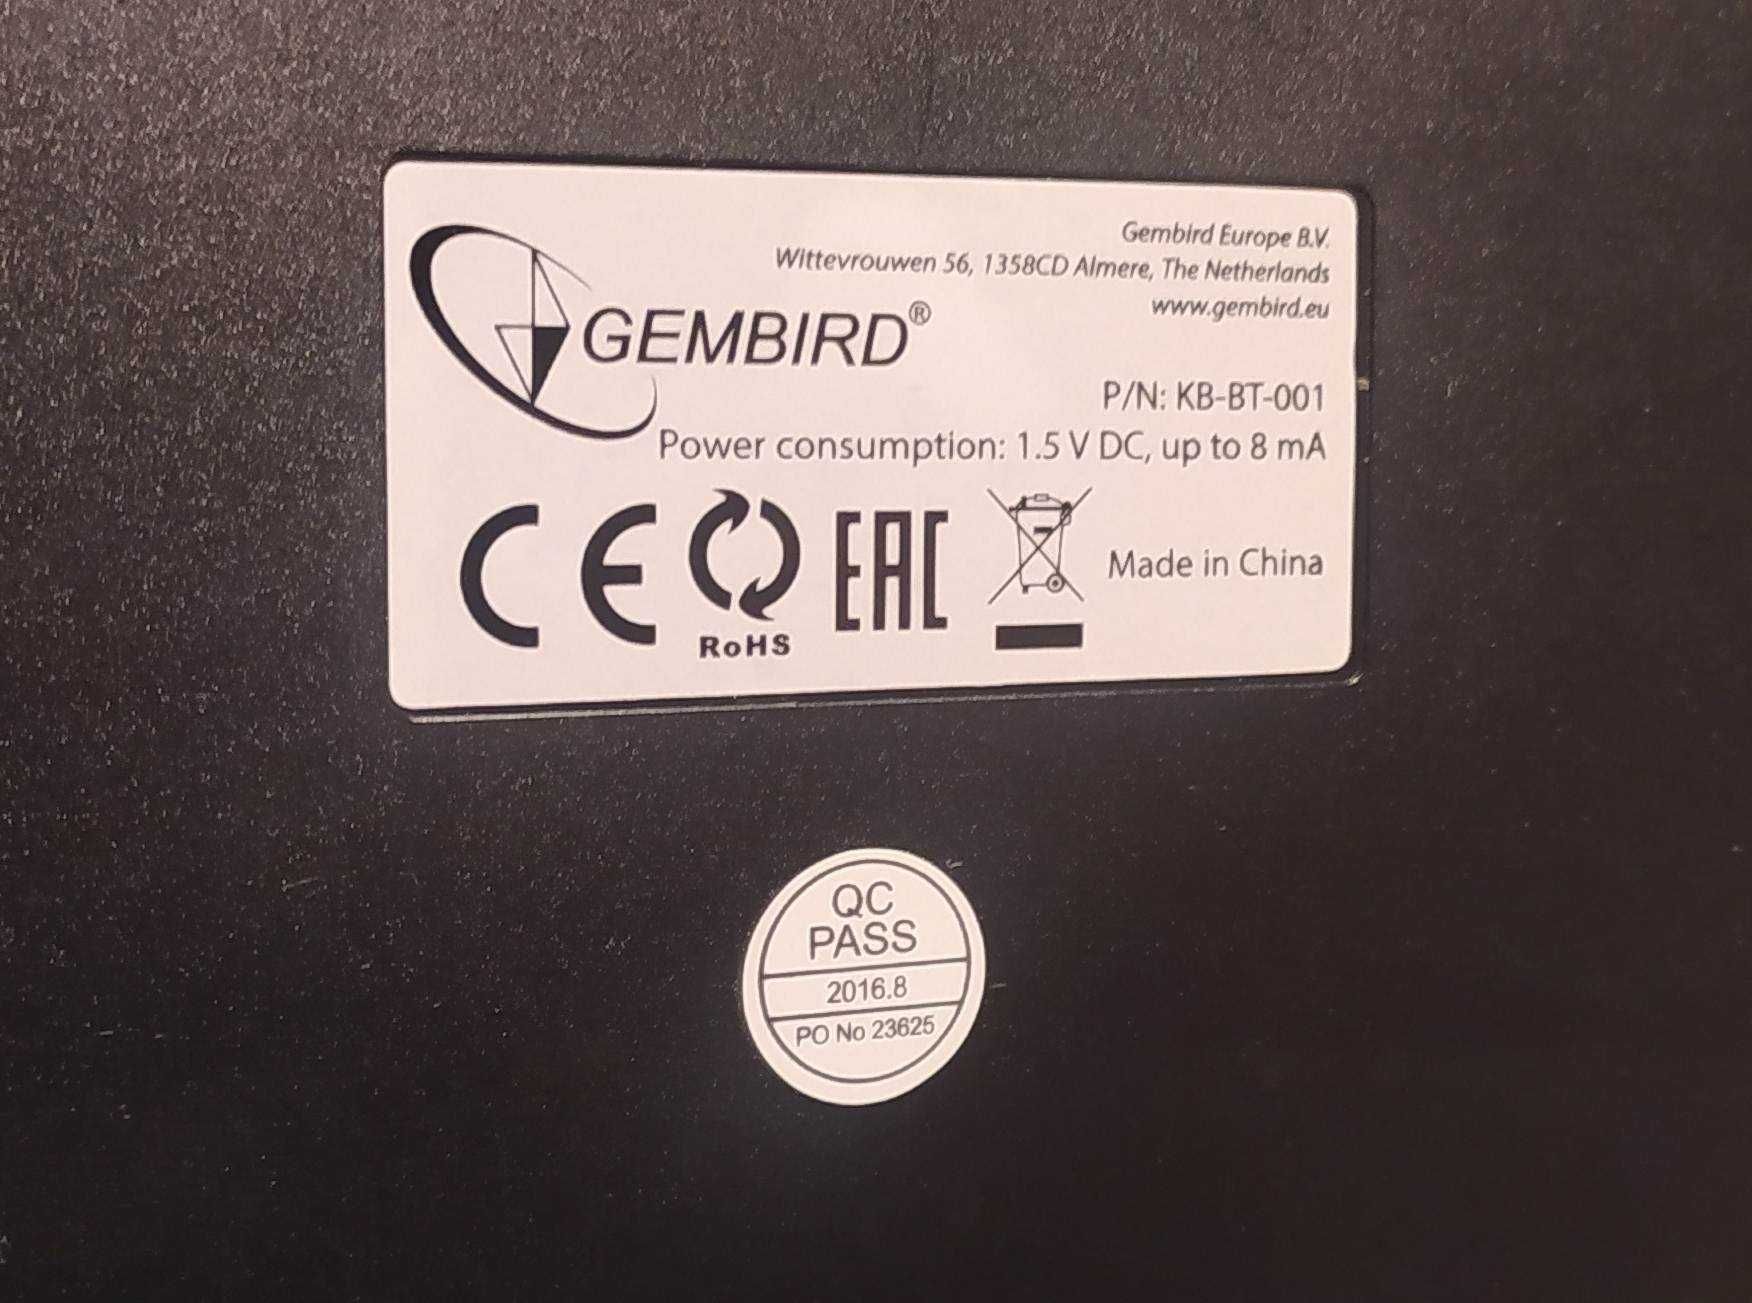 Gembird Europe B.V.
Wittevrouwen 56, 1358CD Almere, The Netherlands
www.gembird.eu
GEMBIRD®
P/N: KB-BT-001
Power consumption: 1.5 V DC, up to 8 mA
CE
RoHS
EAC
Made in China
QC
PASS
2016.8
PO No 23625